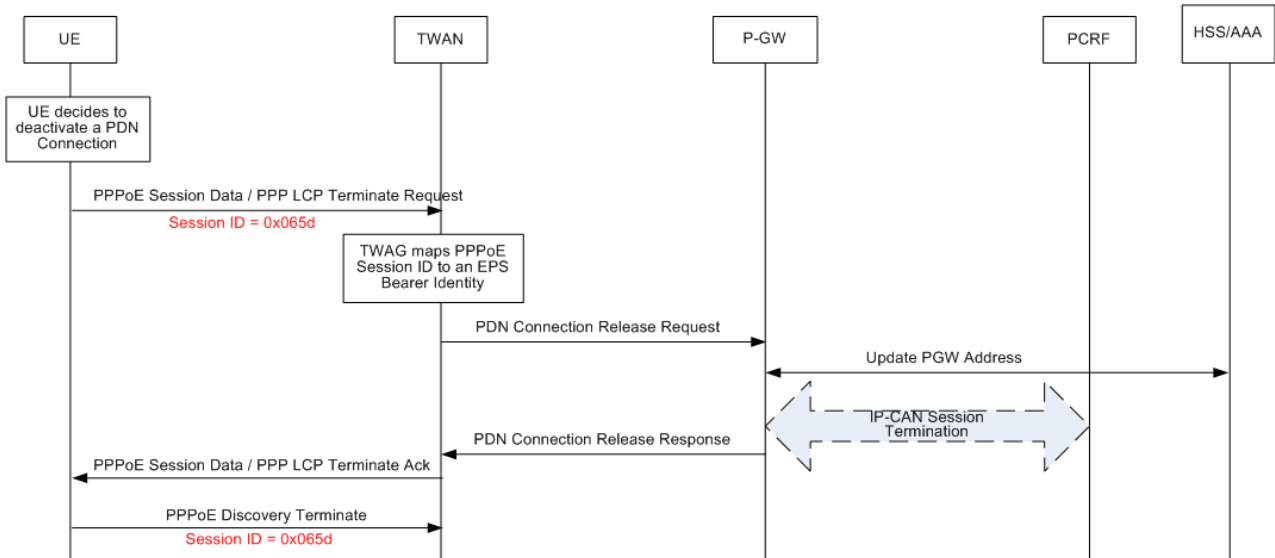 UE
TWAN
P-GW
PCRF
HSS/AAA
UE decides to
deactivate a PDN
Connection
PPPoE Session Data / PPP LCP Terminate Request
Session ID = 0x065d
TWAG maps PPPoE
Session ID to an EPS
Bearer Identity
PDN Connection Release Request
Update PGW Address
IP-CAN Session
Termination
PDN Connection Release Response
PPPoE Session Data / PPP LCP Terminate Ack
PPPoE Discovery Terminate
Session ID = 0x065d